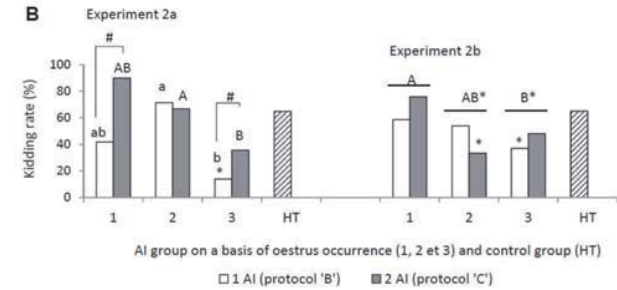 B
Experiment 2a
Experiment 2b
Kidding rate (%)
100
80
60
40
20
0
#
AB
ab
a
A
#
B
b
*
A
AB*
*
B*
*
1 2 3 HT 1 2 3 HT
AI group on a basis of oestrus occurrence (1, 2 et 3) and control group (HT)
1 AI (protocol 'B') 2 AI (protocol 'C')